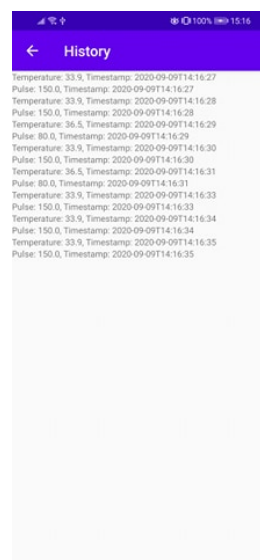 100% 15:16
History
Temperature: 33.9, Timestamp: 2020-09-09T14:16:27
Pulse: 150.0, Timestamp: 2020-09-09T14:16:27
Temperature: 33.9, Timestamp: 2020-09-09T14:16:28
Pulse: 150.0, Timestamp: 2020-09-09T14:16:28
Temperature: 36.5, Timestamp: 2020-09-09T14:16:29
Pulse: 80.0, Timestamp: 2020-09-09T14:16:29
Temperature: 33.9, Timestamp: 2020-09-09T14:16:30
Pulse: 150.0, Timestamp: 2020-09-09T14:16:30
Temperature: 36.5, Timestamp: 2020-09-09T14:16:31
Pulse: 80.0, Timestamp: 2020-09-09T14:16:31
Temperature: 33.9, Timestamp: 2020-09-09T14:16:33
Pulse: 150.0, Timestamp: 2020-09-09T14:16:33
Temperature: 33.9, Timestamp: 2020-09-09T14:16:34
Pulse: 150.0, Timestamp: 2020-09-09T14:16:34
Temperature: 33.9, Timestamp: 2020-09-09T14:16:35
Pulse: 150.0, Timestamp: 2020-09-09T14:16:35